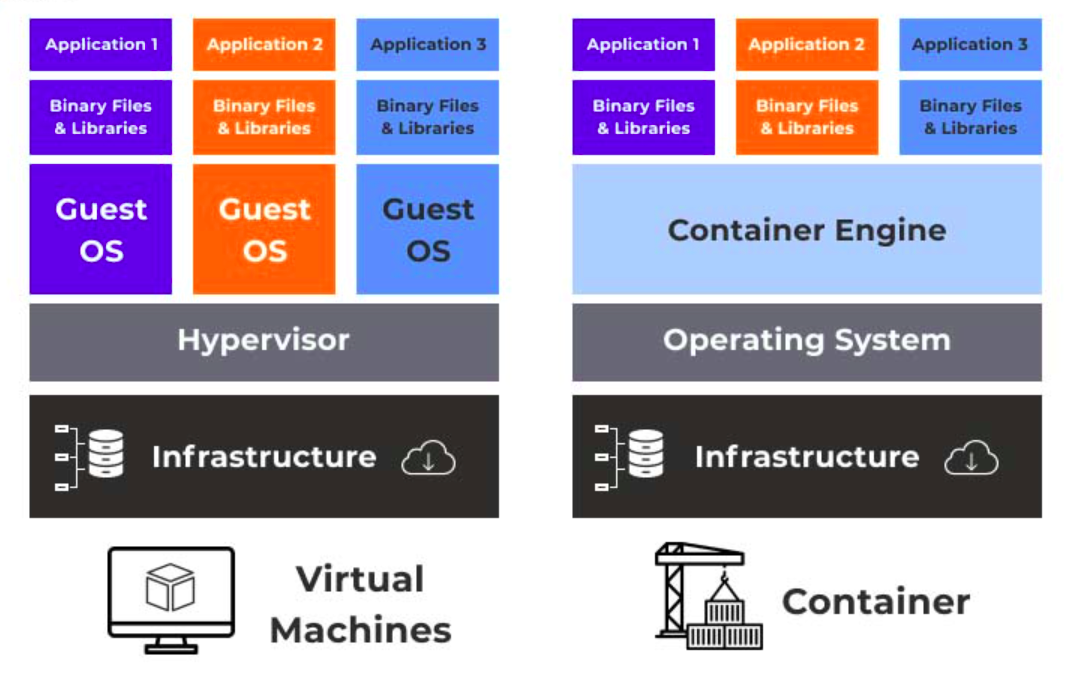 Application 1
Application 2
Application 3
Binary Files
& Libraries
Binary Files
& Libraries
Binary Files
& Libraries
Guest
OS
Guest
OS
Guest
OS
Hypervisor
Infrastructure
Virtual
Machines
Application 1
Application 2
Application 3
Binary Files
& Libraries
Binary Files
& Libraries
Binary Files
& Libraries
Container Engine
Operating System
Infrastructure
Container